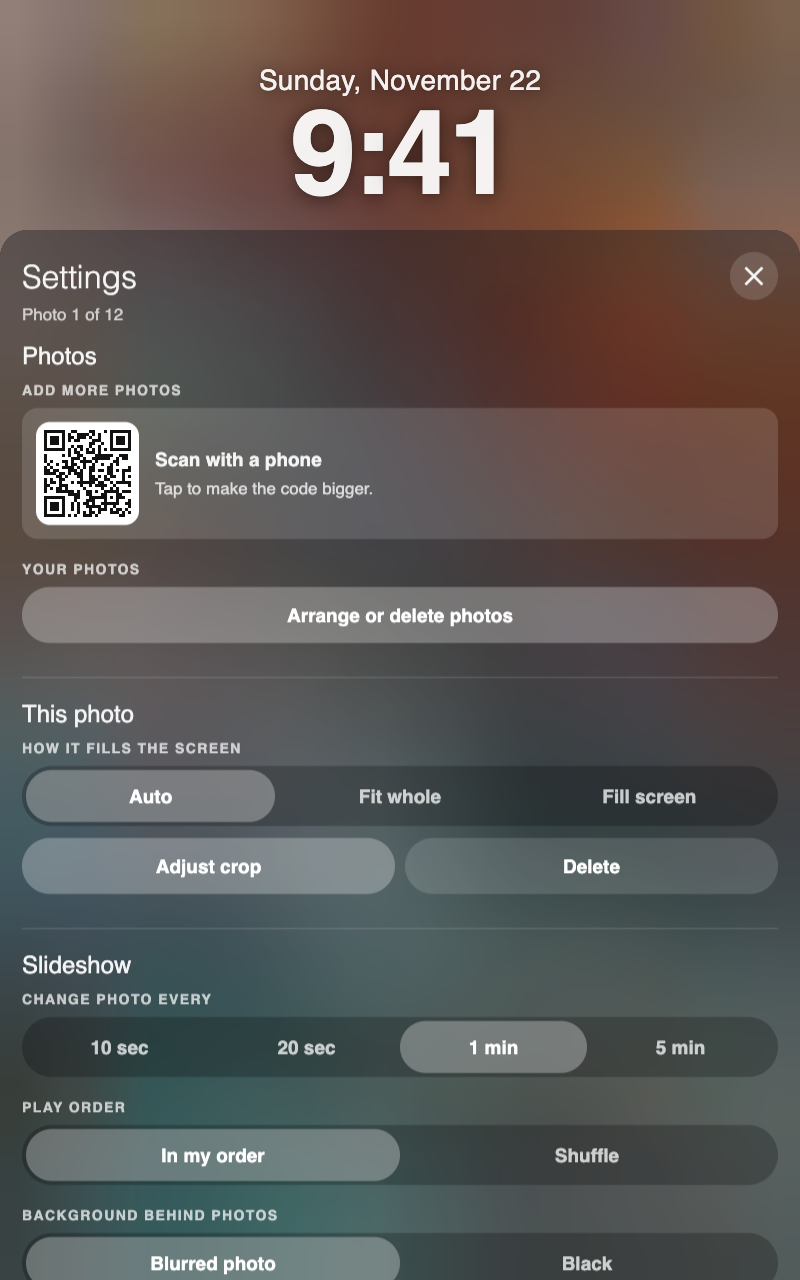 Sunday, November 22
9:41
Settings
Photo 1 of 12
Photos
ADD MORE PHOTOS
Scan with a phone
Tap to make the code bigger.
YOUR PHOTOS
Arrange or delete photos
This photo
HOW IT FILLS THE SCREEN
Auto Fit whole Fill screen
Adjust crop Delete
Slideshow
CHANGE PHOTO EVERY
10 sec 20 sec 1 min 5 min
PLAY ORDER
In my order Shuffle
BACKGROUND BEHIND PHOTOS
Blurred photo Black